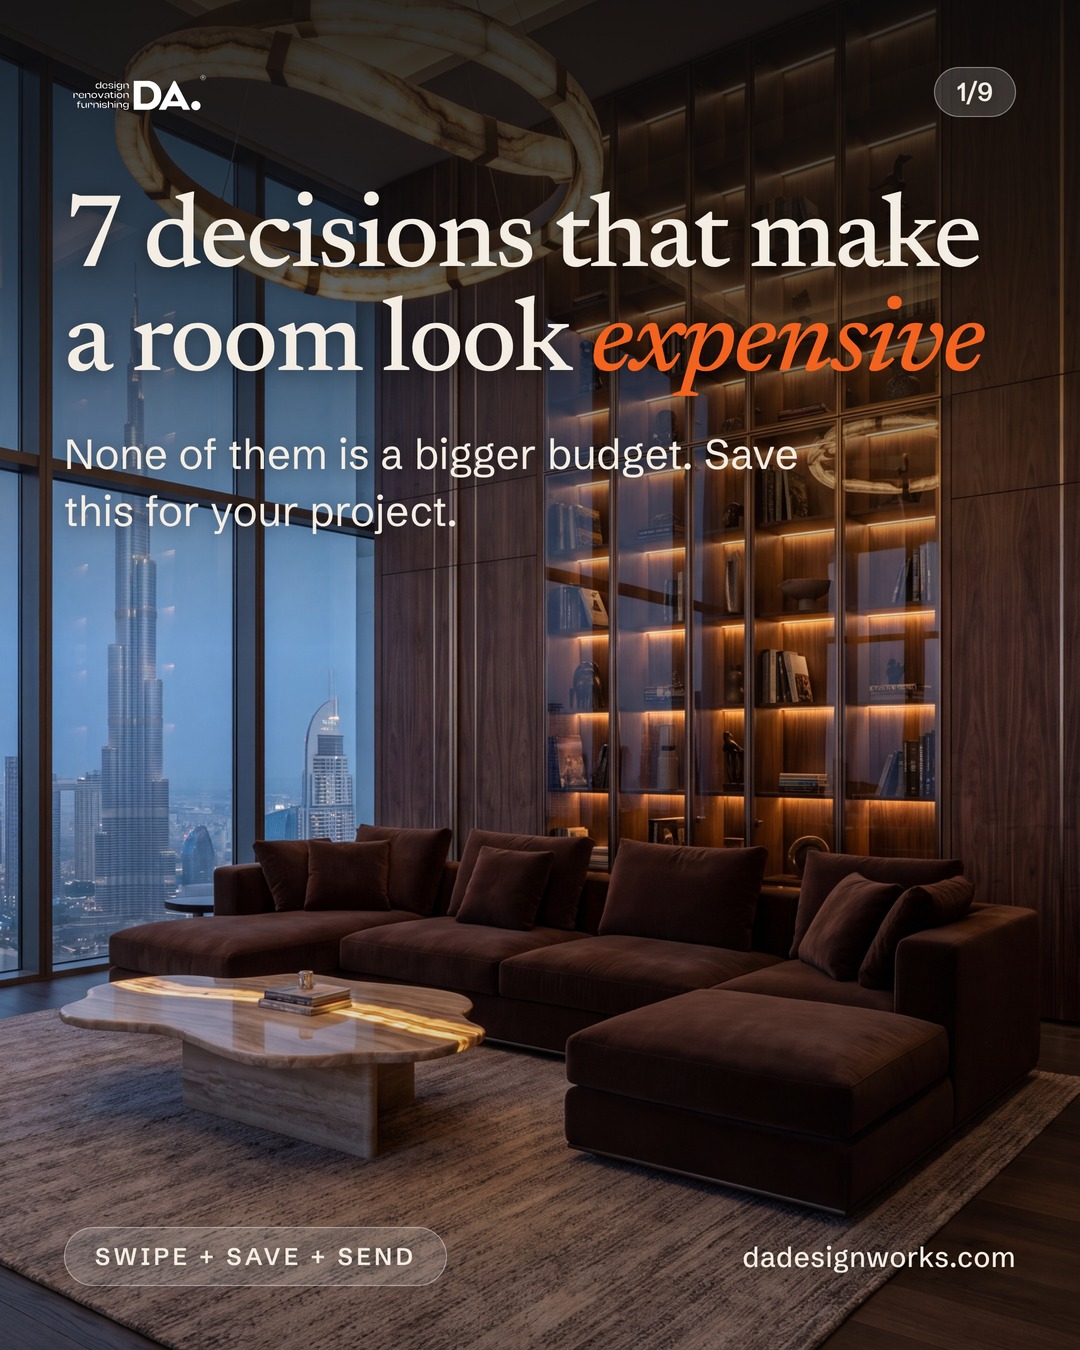 design
renovation
furnishing
DA.®
1/9
7 decisions that make
a room look expensive
None of them is a bigger budget. Save
this for your project.
SWIPE + SAVE + SEND
dadesignworks.com